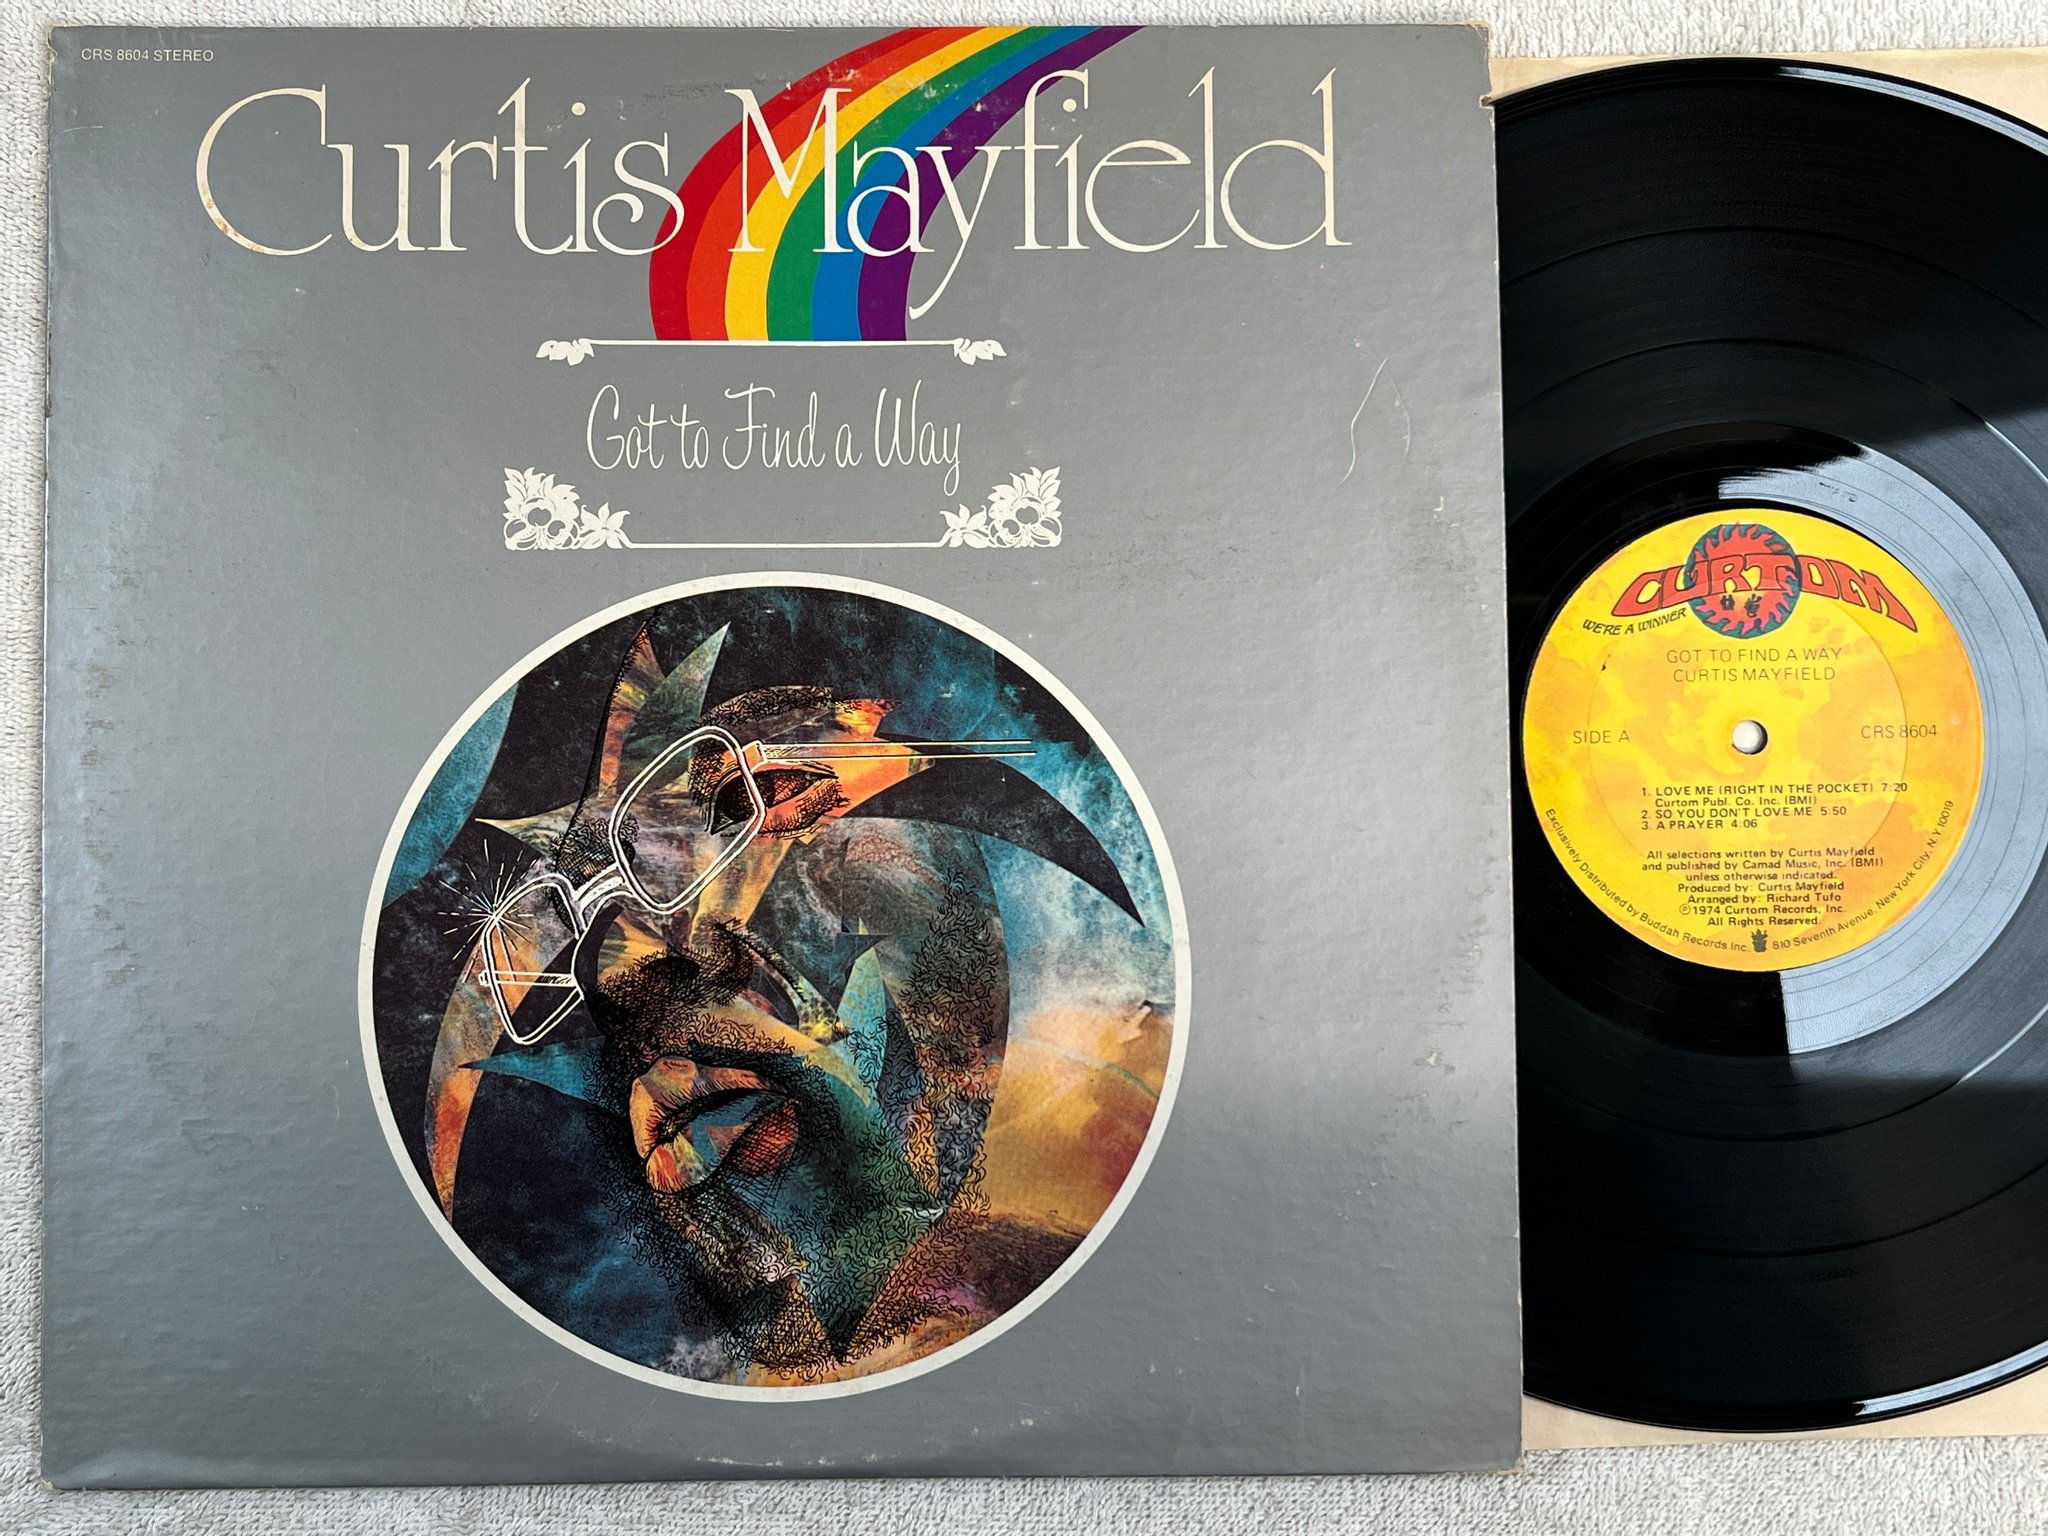 CRS 8604 STEREO
Curtis Mayfield
Got to Find a Way
CURTOM
WE'RE A WINNER
GOT TO FIND A WAY
CURTIS MAYFIELD
SIDE A
CRS 8604
1. LOVE ME (RIGHT IN THE POCKET) 7:20
Curtom Publ. Co. Inc. (BMI)
2. SO YOU DON'T LOVE ME 5:50
3. A PRAYER 4:06
All selections written by Curtis Mayfield
and published by Camad Music, Inc. (BMI)
unless otherwise indicated.
Produced by: Curtis Mayfield
Arranged by: Richard Tufo
℗1974 Curtom Records, Inc.
All Rights Reserved.
Exclusively Distributed by Buddah Records Inc. 810 Seventh Avenue, New York City, N.Y. 10019